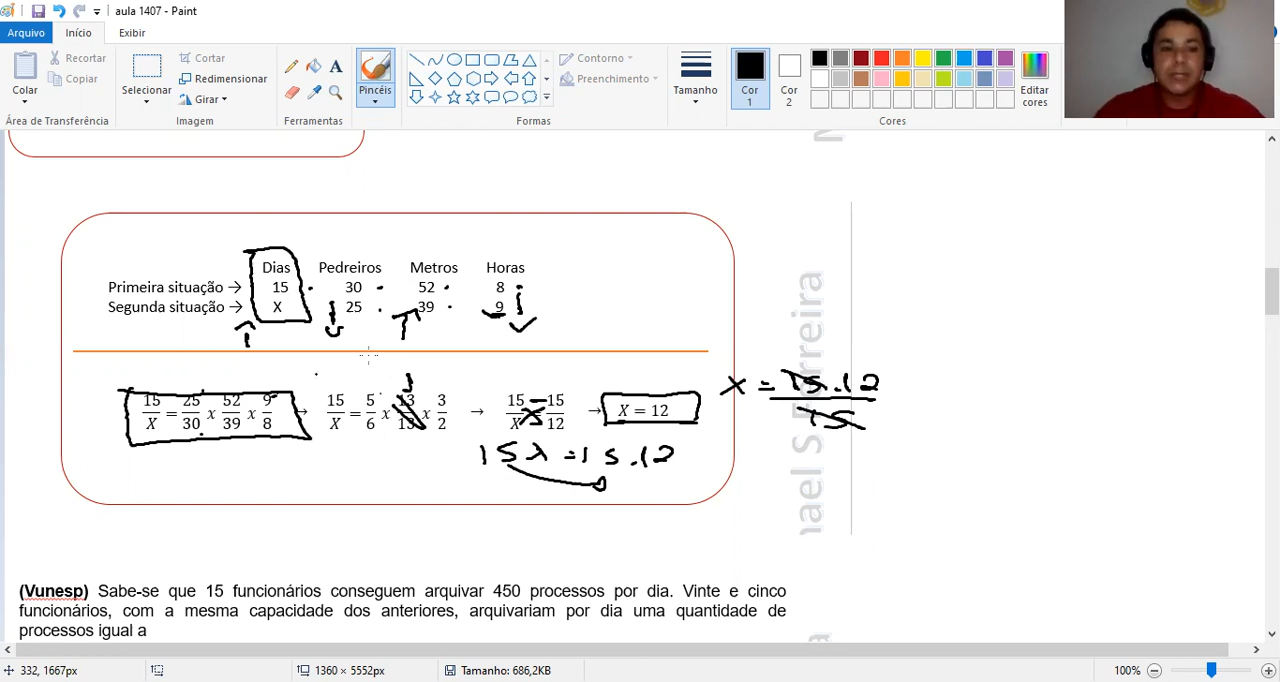 aula 1407 - Paint
Arquivo Início Exibir
Colar
Recortar
Copiar
Selecionar
Cortar
Redimensionar
Girar
A
Pincéis
Contorno
Preenchimento
Tamanho
Cor 1
Cor 2
Editar cores
Área de Transferência Imagem Ferramentas Formas Cores
Dias Pedreiros Metros Horas
Primeira situação → 15 30 52 8
Segunda situação → X 25 39 9
15/X = 25/30 x 52/39 x 9/8 → 15/X = 5/6 x 13/13 x 3/2 → 15/X = 15/12 → X = 12
X = 15.12/15
15X = 15.12
ael S Ferreira
(Vunesp) Sabe-se que 15 funcionários conseguem arquivar 450 processos por dia. Vinte e cinco
funcionários, com a mesma capacidade dos anteriores, arquivariam por dia uma quantidade de
processos igual a
332, 1667px 1360 × 5552px Tamanho: 686,2KB 100%